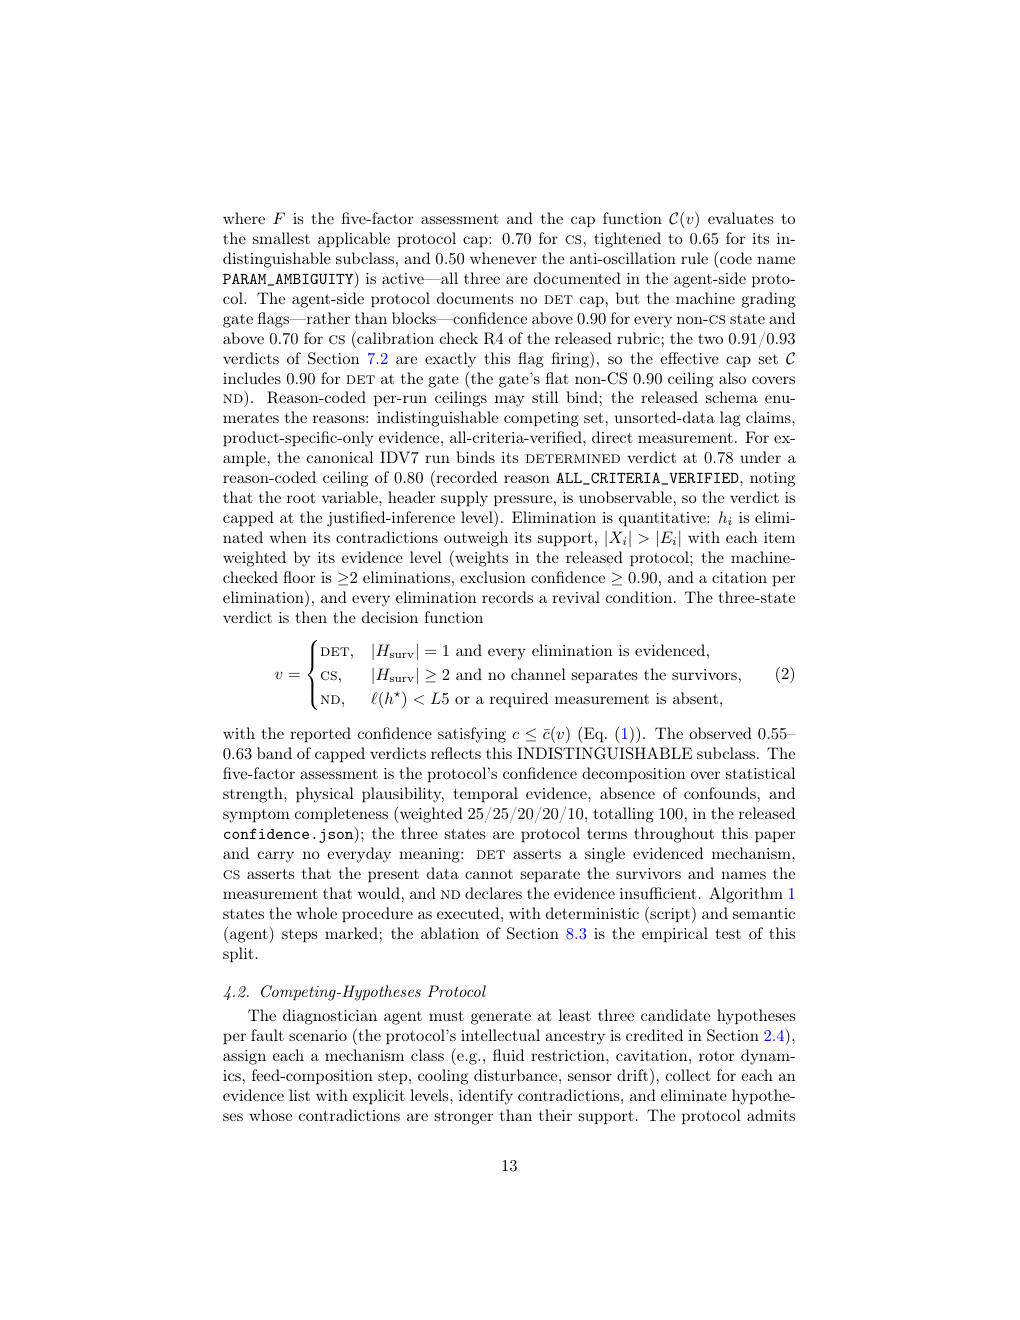 where F is the five-factor assessment and the cap function C(v) evaluates to
the smallest applicable protocol cap: 0.70 for CS, tightened to 0.65 for its in-
distinguishable subclass, and 0.50 whenever the anti-oscillation rule (code name
PARAM_AMBIGUITY) is active—all three are documented in the agent-side proto-
col. The agent-side protocol documents no DET cap, but the machine grading
gate flags—rather than blocks—confidence above 0.90 for every non-CS state and
above 0.70 for CS (calibration check R4 of the released rubric; the two 0.91/0.93
verdicts of Section 7.2 are exactly this flag firing), so the effective cap set C
includes 0.90 for DET at the gate (the gate's flat non-CS 0.90 ceiling also covers
ND). Reason-coded per-run ceilings may still bind; the released schema enu-
merates the reasons: indistinguishable competing set, unsorted-data lag claims,
product-specific-only evidence, all-criteria-verified, direct measurement. For ex-
ample, the canonical IDV7 run binds its DETERMINED verdict at 0.78 under a
reason-coded ceiling of 0.80 (recorded reason ALL_CRITERIA_VERIFIED, noting
that the root variable, header supply pressure, is unobservable, so the verdict is
capped at the justified-inference level). Elimination is quantitative: h_i is elimi-
nated when its contradictions outweigh its support, |X_i| > |E_i| with each item
weighted by its evidence level (weights in the released protocol; the machine-
checked floor is ≥2 eliminations, exclusion confidence ≥ 0.90, and a citation per
elimination), and every elimination records a revival condition. The three-state
verdict is then the decision function
DET, |H_surv| = 1 and every elimination is evidenced,
v = { CS, |H_surv| ≥ 2 and no channel separates the survivors, (2)
ND, ℓ(h⋆) < L5 or a required measurement is absent,
with the reported confidence satisfying c ≤ c̄(v) (Eq. (1)). The observed 0.55–
0.63 band of capped verdicts reflects this INDISTINGUISHABLE subclass. The
five-factor assessment is the protocol's confidence decomposition over statistical
strength, physical plausibility, temporal evidence, absence of confounds, and
symptom completeness (weighted 25/25/20/20/10, totalling 100, in the released
confidence.json); the three states are protocol terms throughout this paper
and carry no everyday meaning: DET asserts a single evidenced mechanism,
CS asserts that the present data cannot separate the survivors and names the
measurement that would, and ND declares the evidence insufficient. Algorithm 1
states the whole procedure as executed, with deterministic (script) and semantic
(agent) steps marked; the ablation of Section 8.3 is the empirical test of this
split.
4.2. Competing-Hypotheses Protocol
The diagnostician agent must generate at least three candidate hypotheses
per fault scenario (the protocol's intellectual ancestry is credited in Section 2.4),
assign each a mechanism class (e.g., fluid restriction, cavitation, rotor dynam-
ics, feed-composition step, cooling disturbance, sensor drift), collect for each an
evidence list with explicit levels, identify contradictions, and eliminate hypothe-
ses whose contradictions are stronger than their support. The protocol admits
13